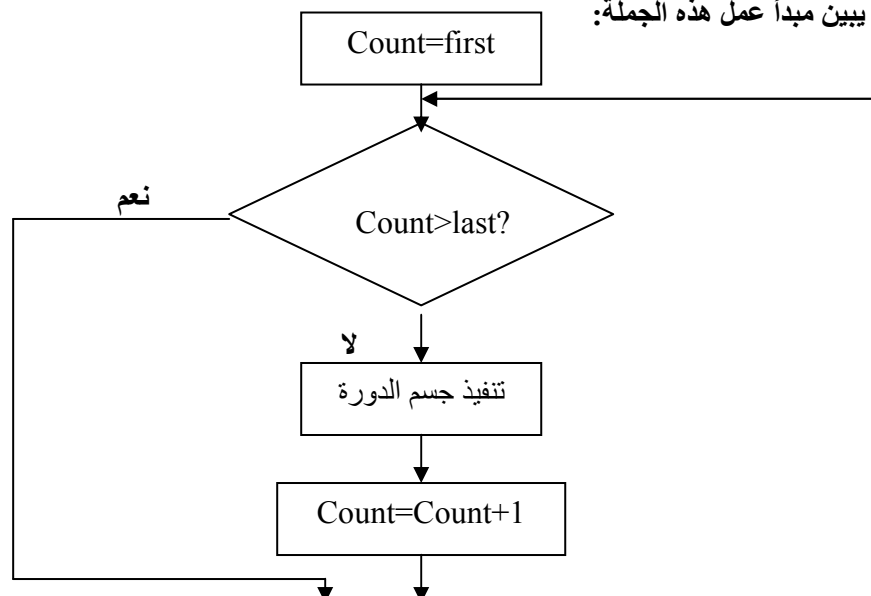 يبين مبدأ عمل هذه الجملة:
Count=first
Count>last?
نعم
لا
تنفيذ جسم الدورة
Count=Count+1